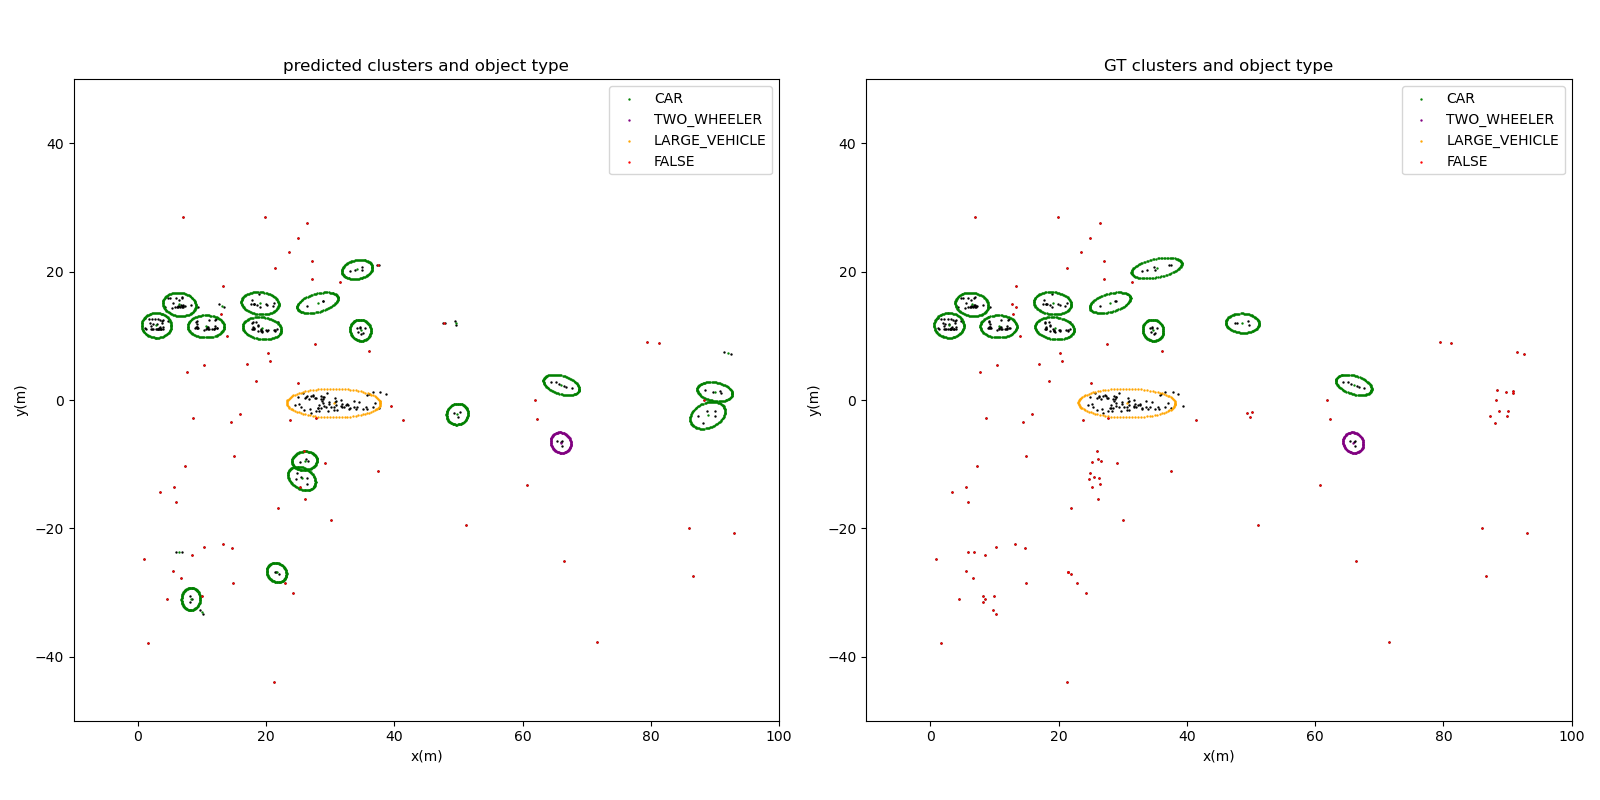 predicted clusters and object type
CAR
TWO_WHEELER
LARGE_VEHICLE
FALSE
40
20
0
−20
−40
y(m)
0 20 40 60 80 100
x(m)
GT clusters and object type
CAR
TWO_WHEELER
LARGE_VEHICLE
FALSE
40
20
0
−20
−40
y(m)
0 20 40 60 80 100
x(m)